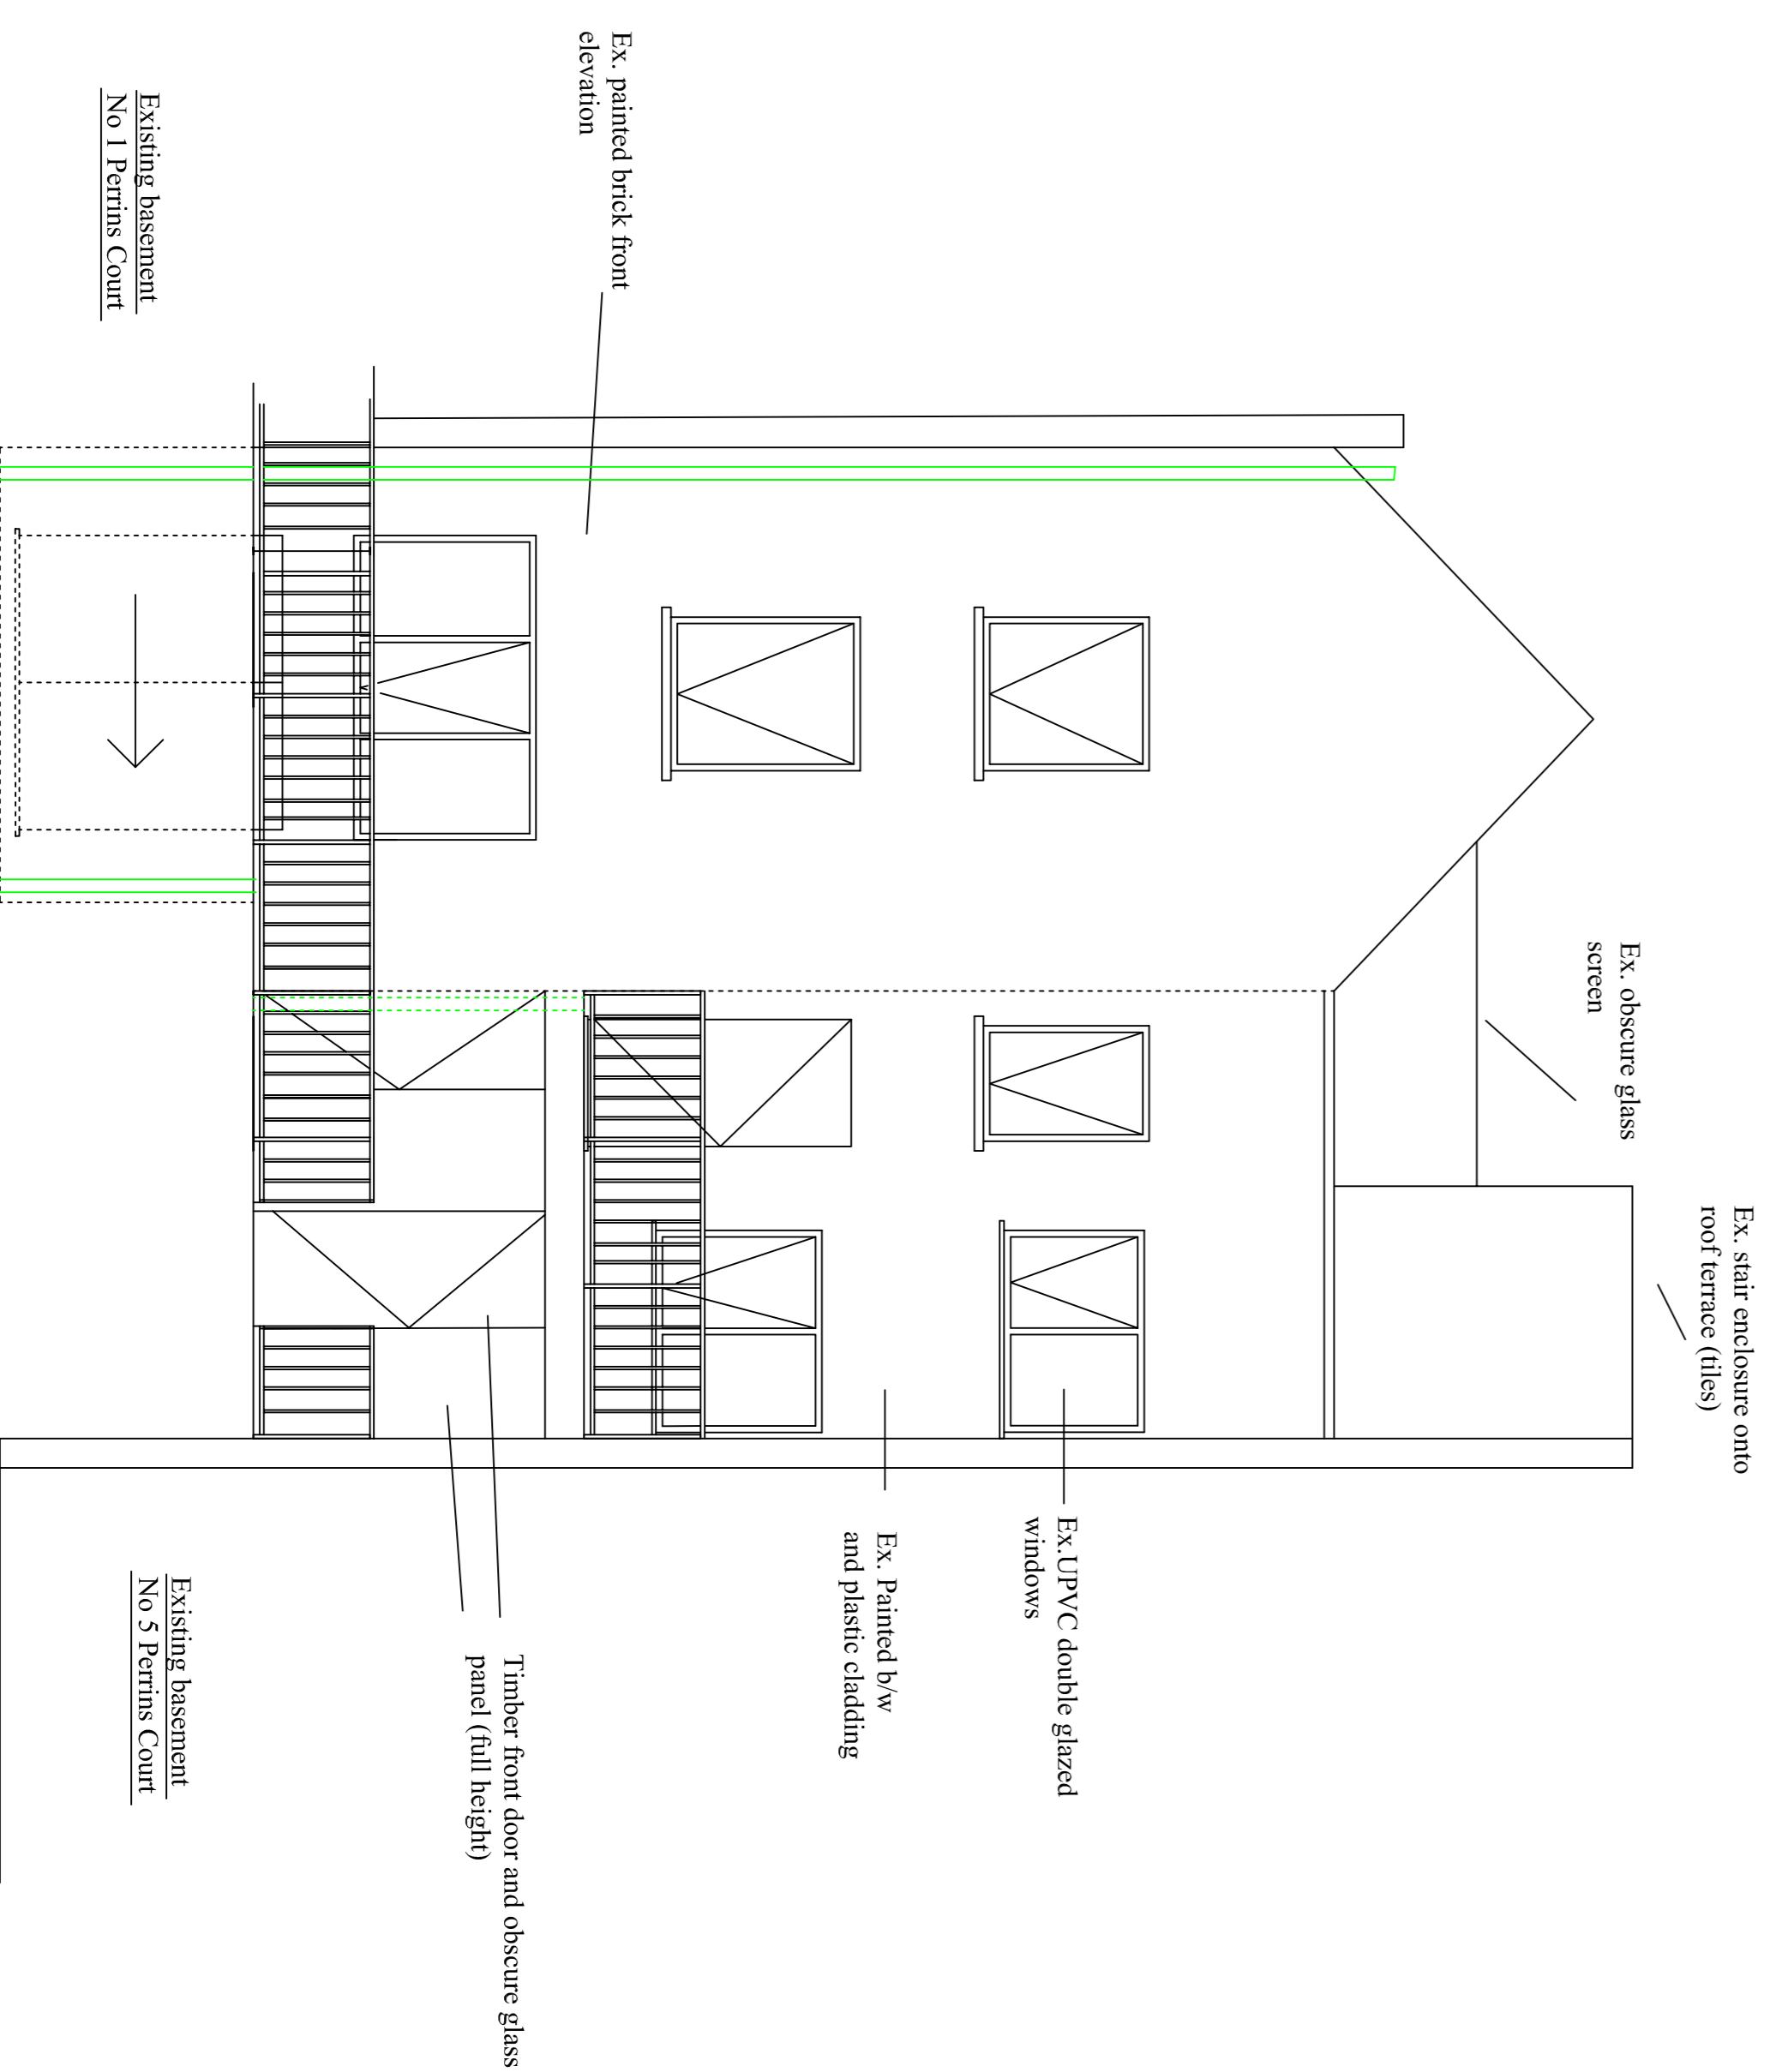 Ex. stair enclosure onto
roof terrace (tiles)
Ex. obscure glass
screen
Ex.UPVC double glazed
windows
Ex. Painted b/w
and plastic cladding
Ex. painted brick front
elevation
Timber front door and obscure glass
panel (full height)
Existing basement
No 1 Perrins Court
Existing basement
No 5 Perrins Court